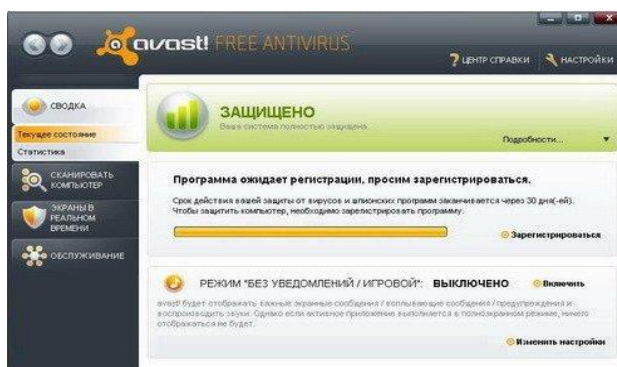 avast! FREE ANTIVIRUS
ЦЕНТР СПРАВКИ
НАСТРОЙКИ
СВОДКА
Текущее состояние
Статистика
СКАНИРОВАТЬ
КОМПЬЮТЕР
ЭКРАНЫ В
РЕАЛЬНОМ
ВРЕМЕНИ
ОБСЛУЖИВАНИЕ
ЗАЩИЩЕНО
Ваша система полностью защищена.
Подробности...
Программа ожидает регистрации, просим зарегистрироваться.
Срок действия вашей защиты от вирусов и шпионских программ заканчивается через 30 дня(-ей).
Чтобы защитить компьютер, необходимо зарегистрировать программу.
Зарегистрироваться
РЕЖИМ "БЕЗ УВЕДОМЛЕНИЙ / ИГРОВОЙ": ВЫКЛЮЧЕНО
Включить
avast! будет отображать важные экранные сообщения / всплывающие сообщения / предупреждения и
воспроизводить звуки. Однако если активное приложение выполняется в полноэкранном режиме, ничего
отображаться не будет.
Изменить настройки